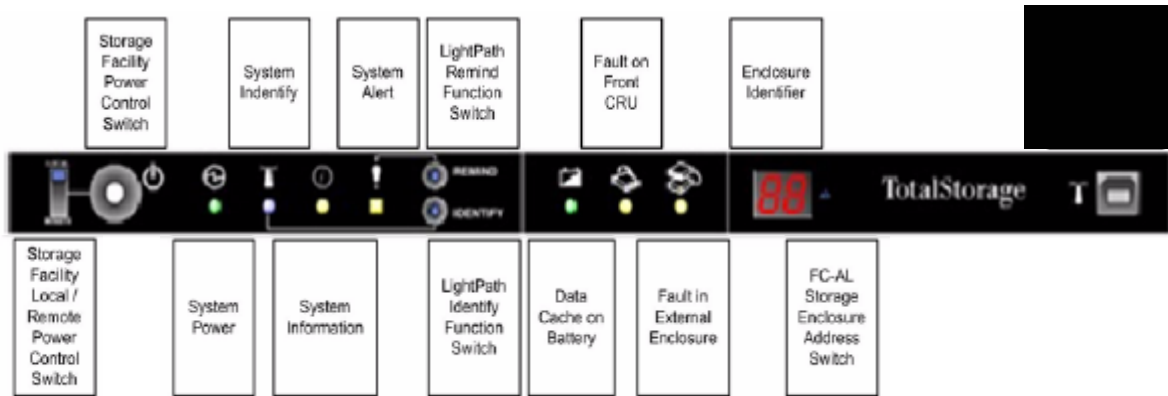 Storage
Facility
Power
Control
Switch
System
Indentify
System
Alert
LightPath
Remind
Function
Switch
Fault on
Front
CRU
Enclosure
Identifier
REMIND
IDENTIFY
88
TotalStorage
Storage
Facility
Local /
Remote
Power
Control
Switch
System
Power
System
Information
LightPath
Identify
Function
Switch
Data
Cache on
Battery
Fault in
External
Enclosure
FC-AL
Storage
Enclosure
Address
Switch